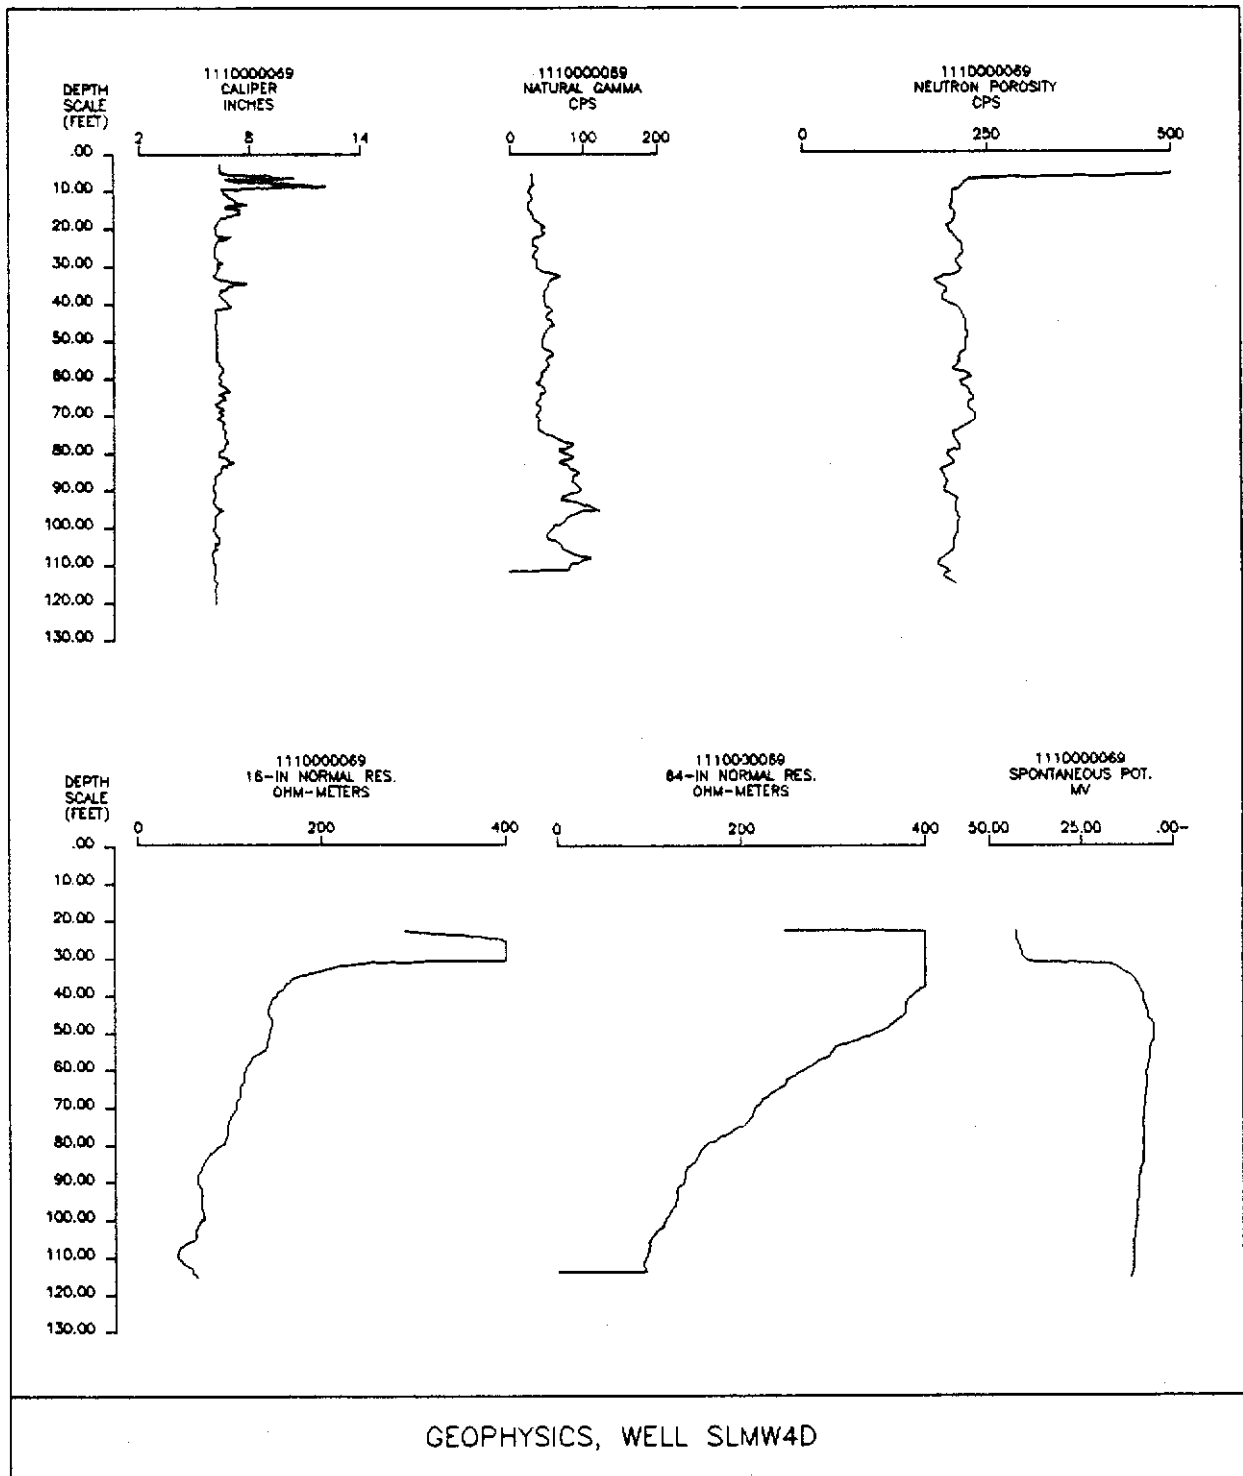 1110000069
CALIPER
INCHES
1110000069
NATURAL GAMMA
CPS
1110000069
NEUTRON POROSITY
CPS
DEPTH
SCALE
(FEET)
2 8 14
0 100 200
0 250 500
.00
10.00
20.00
30.00
40.00
50.00
60.00
70.00
80.00
90.00
100.00
110.00
120.00
130.00
1110000069
16-IN NORMAL RES.
OHM-METERS
1110000069
64-IN NORMAL RES.
OHM-METERS
1110000069
SPONTANEOUS POT.
MV
DEPTH
SCALE
(FEET)
0 200 400
0 200 400
50.00 25.00 .00-
.00
10.00
20.00
30.00
40.00
50.00
60.00
70.00
80.00
90.00
100.00
110.00
120.00
130.00
GEOPHYSICS, WELL SLMW4D